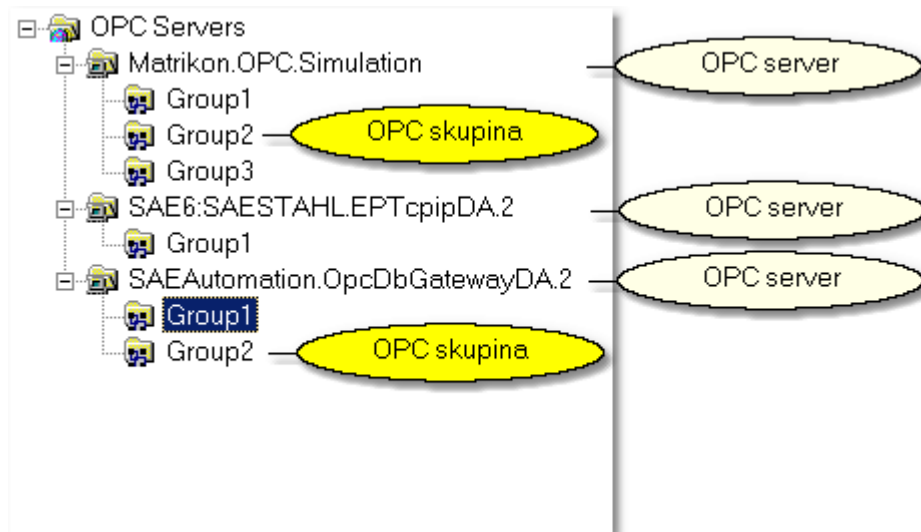 OPC Servers
Matrikon.OPC.Simulation OPC server
Group1
Group2 OPC skupina
Group3
SAE6:SAESTAHL.EPTcpipDA.2 OPC server
Group1
SAEAutomation.OpcDbGatewayDA.2 OPC server
Group1
Group2 OPC skupina